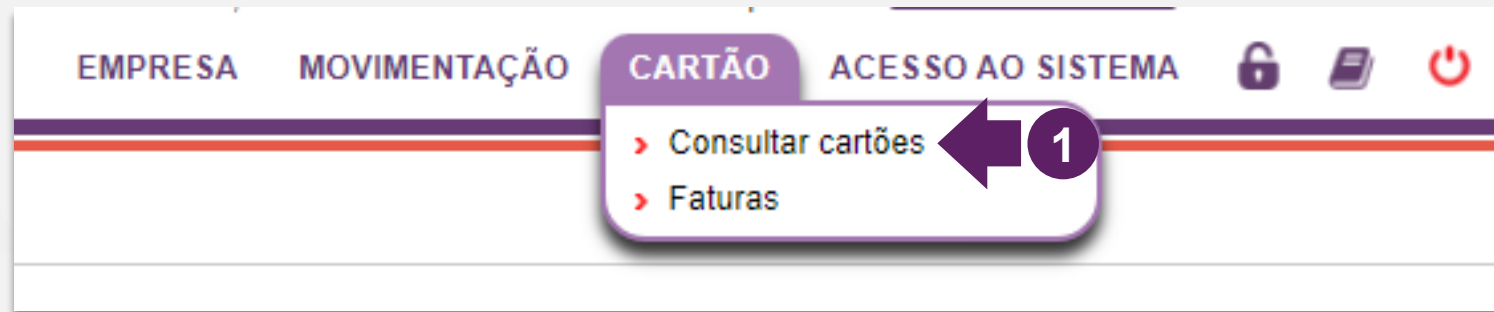 EMPRESA MOVIMENTAÇÃO CARTÃO ACESSO AO SISTEMA
Consultar cartões 1
Faturas